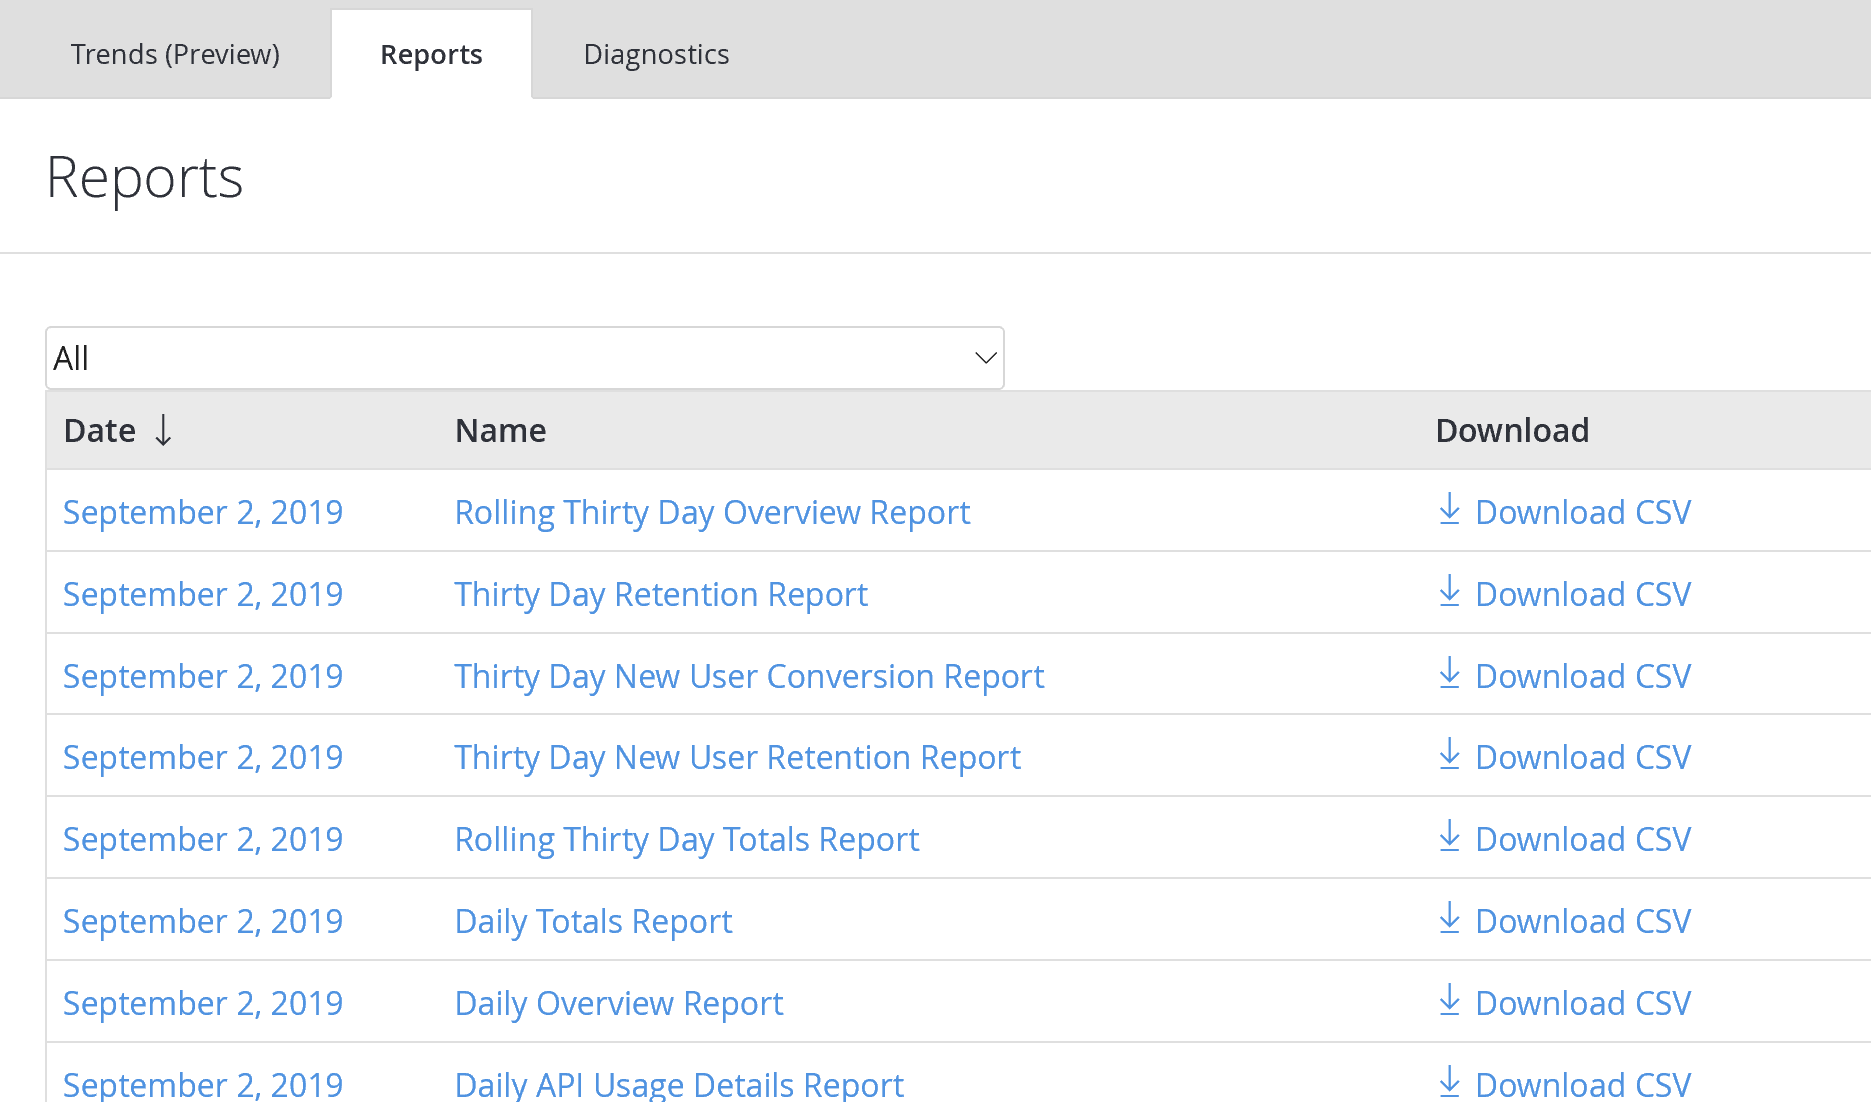 Trends (Preview) Reports Diagnostics
Reports
All
Date Name Download
September 2, 2019 Rolling Thirty Day Overview Report Download CSV
September 2, 2019 Thirty Day Retention Report Download CSV
September 2, 2019 Thirty Day New User Conversion Report Download CSV
September 2, 2019 Thirty Day New User Retention Report Download CSV
September 2, 2019 Rolling Thirty Day Totals Report Download CSV
September 2, 2019 Daily Totals Report Download CSV
September 2, 2019 Daily Overview Report Download CSV
September 2, 2019 Daily API Usage Details Report Download CSV